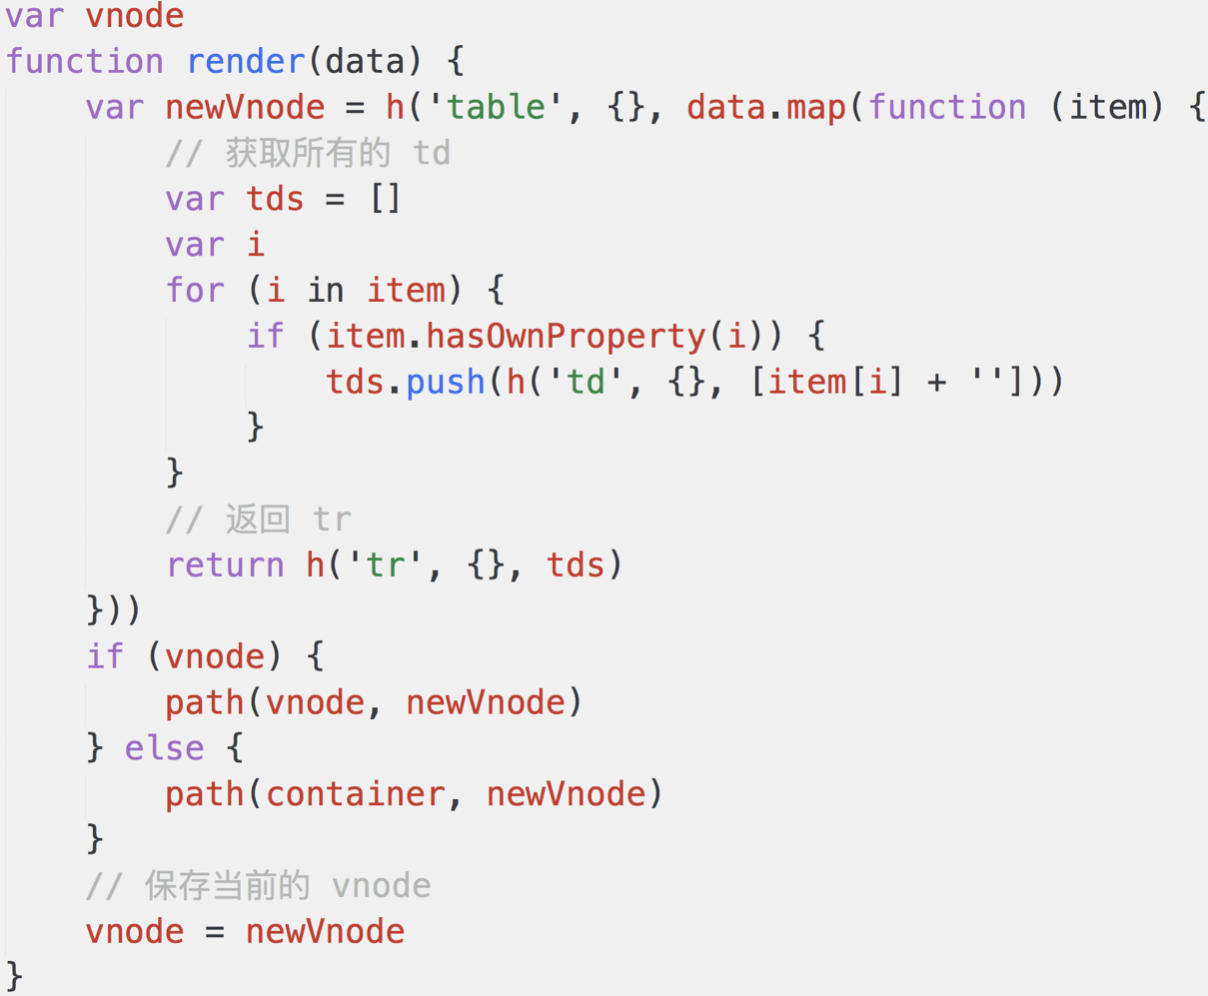 var vnode
function render(data) {
    var newVnode = h('table', {}, data.map(function (item) {
        // 获取所有的 td
        var tds = []
        var i
        for (i in item) {
            if (item.hasOwnProperty(i)) {
                tds.push(h('td', {}, [item[i] + '']))
            }
        }
        // 返回 tr
        return h('tr', {}, tds)
    }))
    if (vnode) {
        path(vnode, newVnode)
    } else {
        path(container, newVnode)
    }
    // 保存当前的 vnode
    vnode = newVnode
}